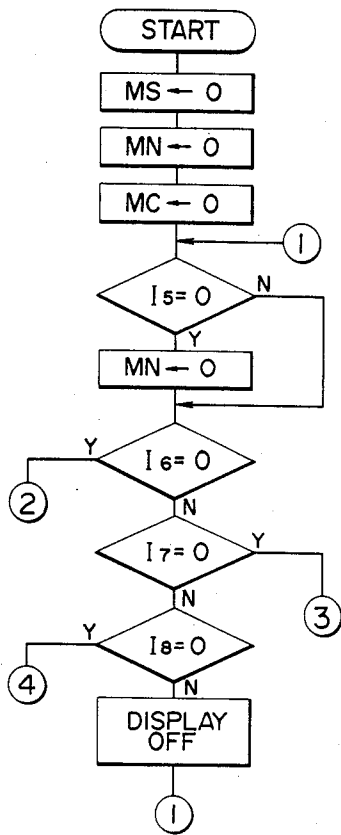 START
MS ← 0
MN ← 0
MC ← 0
1
I5 = 0
N
Y
MN ← 0
Y
I6 = 0
2
N
I7 = 0
Y
N
3
Y
I8 = 0
4
N
DISPLAY
OFF
1